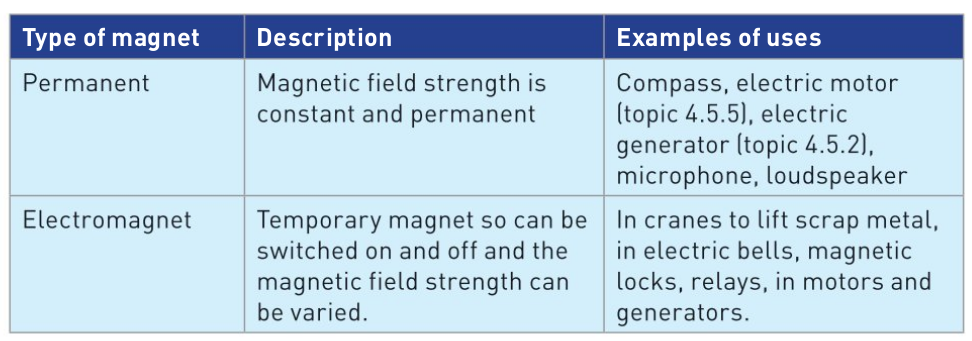 Type of magnet
Description
Examples of uses
Permanent
Magnetic field strength is
constant and permanent
Compass, electric motor
(topic 4.5.5), electric
generator (topic 4.5.2),
microphone, loudspeaker
Electromagnet
Temporary magnet so can be
switched on and off and the
magnetic field strength can
be varied.
In cranes to lift scrap metal,
in electric bells, magnetic
locks, relays, in motors and
generators.